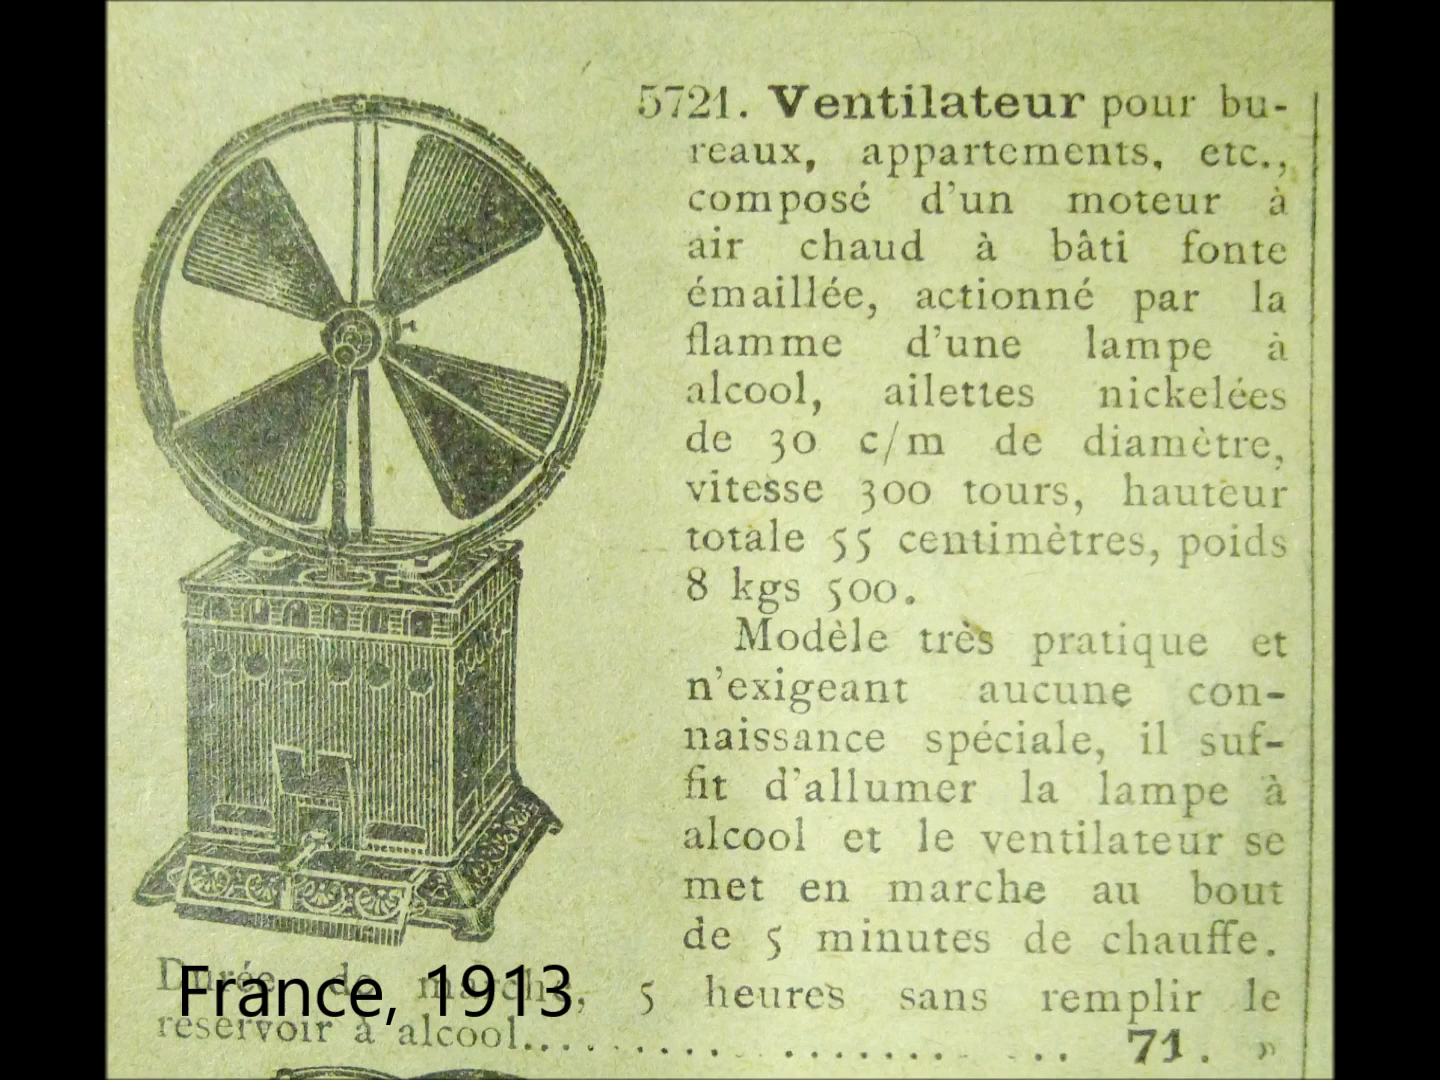 5721. Ventilateur pour bu-
reaux, appartements, etc.,
composé d'un moteur à
air chaud à bâti fonte
émaillée, actionné par la
flamme d'une lampe à
alcool, ailettes nickelées
de 30 c/m de diamètre,
vitesse 300 tours, hauteur
totale 55 centimètres, poids
8 kgs 500.
Modèle très pratique et
n'exigeant aucune con-
naissance spéciale, il suf-
fit d'allumer la lampe à
alcool et le ventilateur se
met en marche au bout
de 5 minutes de chauffe.
Durée de marche, 5 heures sans remplir le
réservoir à alcool.................... 71. »
France, 1913